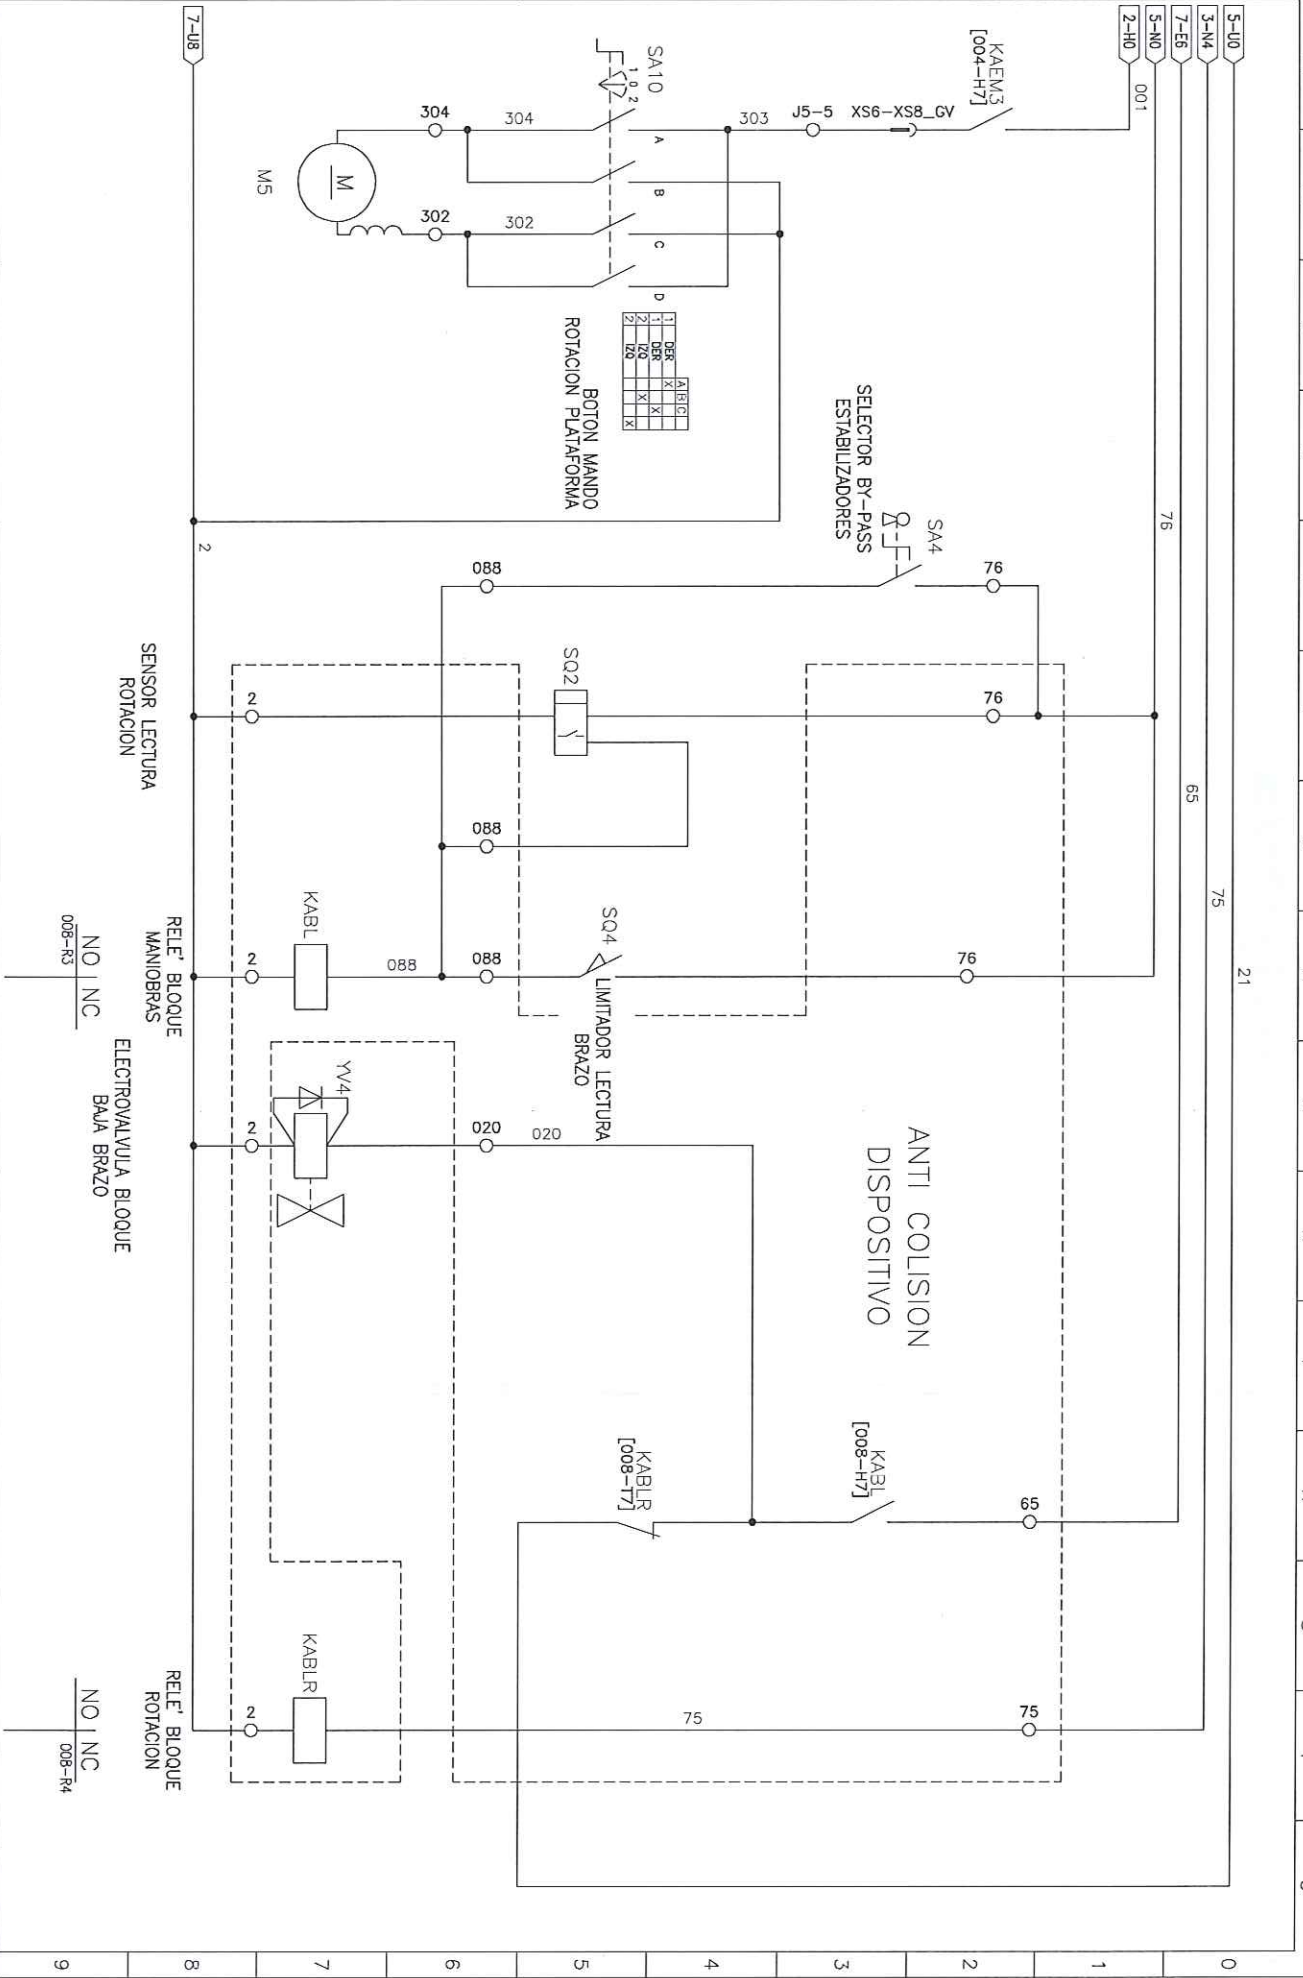 5-U0
3-N4
7-E6
5-N0
2-H0
7-U8
001
21
75
65
76
KAEM3
[004-H7]
XS6-XS8_GV
J5-5
303
SA10
1 0 2
A
B
C
D
304
304
302
302
M
M5
A B C
1 DER X
1 DER X
2 IZQ X
2 IZQ X
BOTON MANDO
ROTACION PLATAFORMA
2
SA4
SELECTOR BY-PASS
ESTABILIZADORES
76
088
76
SQ2
2
088
SENSOR LECTURA
ROTACION
76
SQ4
LIMITADOR LECTURA
BRAZO
088
088
KABL
2
RELE' BLOQUE
MANIOBRAS
NO NC
008-R3
020
020
YV4
2
ELECTROVALVULA BLOQUE
BAJA BRAZO
ANTI COLISION
DISPOSITIVO
65
KABL
[008-H7]
KABLR
[008-T7]
75
75
KABLR
2
RELE' BLOQUE
ROTACION
NO NC
008-R4
0
1
2
3
4
5
6
7
8
9